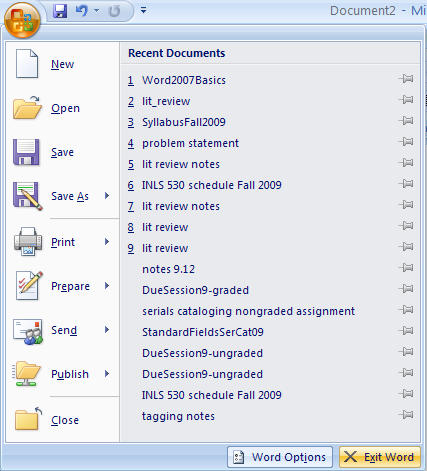 Document2 - Mi
New
Open
Save
Save As
Print
Prepare
Send
Publish
Close
Recent Documents
1 Word2007Basics
2 lit_review
3 SyllabusFall2009
4 problem statement
5 lit review notes
6 INLS 530 schedule Fall 2009
7 lit review notes
8 lit review
9 lit review
notes 9.12
DueSession9-graded
serials cataloging nongraded assignment
StandardFieldsSerCat09
DueSession9-ungraded
DueSession9-ungraded
INLS 530 schedule Fall 2009
tagging notes
Word Options
Exit Word